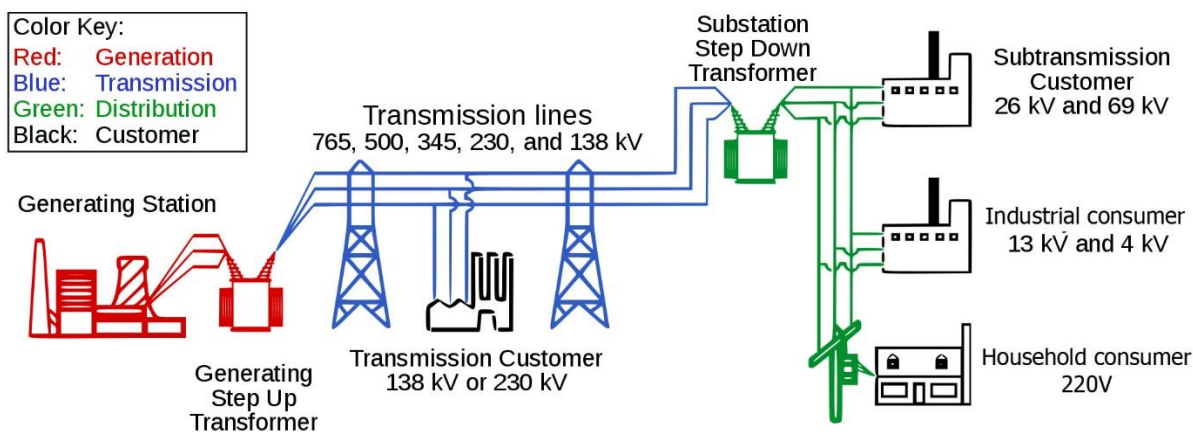 Color Key:
Red: Generation
Blue: Transmission
Green: Distribution
Black: Customer
Generating Station
Generating
Step Up
Transformer
Transmission lines
765, 500, 345, 230, and 138 kV
Transmission Customer
138 kV or 230 kV
Substation
Step Down
Transformer
Subtransmission
Customer
26 kV and 69 kV
Industrial consumer
13 kV and 4 kV
Household consumer
220V